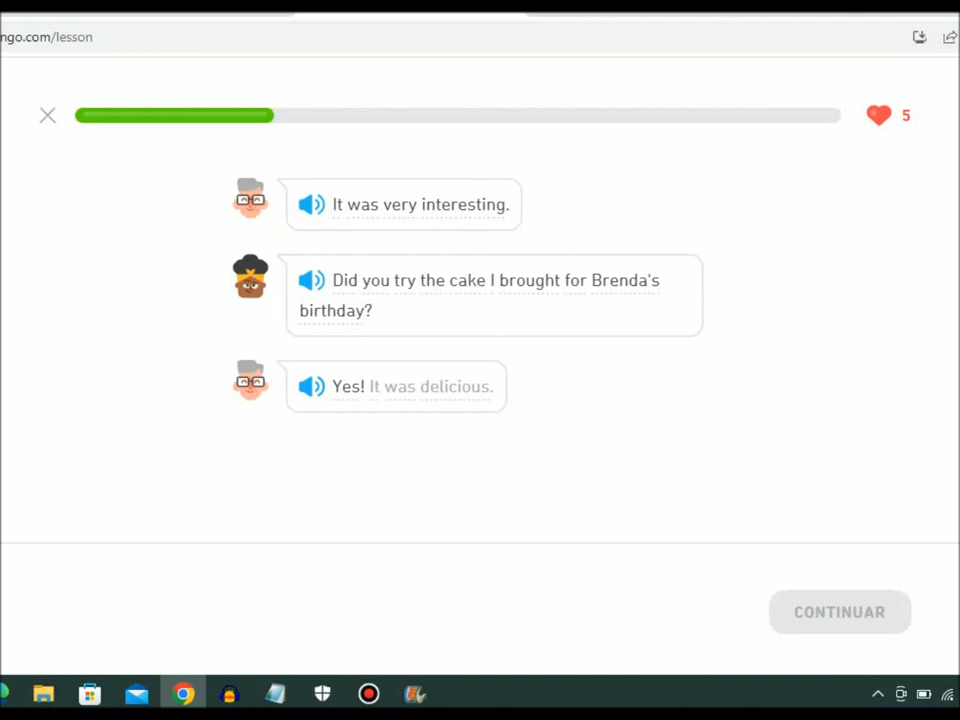 ngo.com/lesson
5
It was very interesting.
Did you try the cake I brought for Brenda's
birthday?
Yes! It was delicious.
CONTINUAR